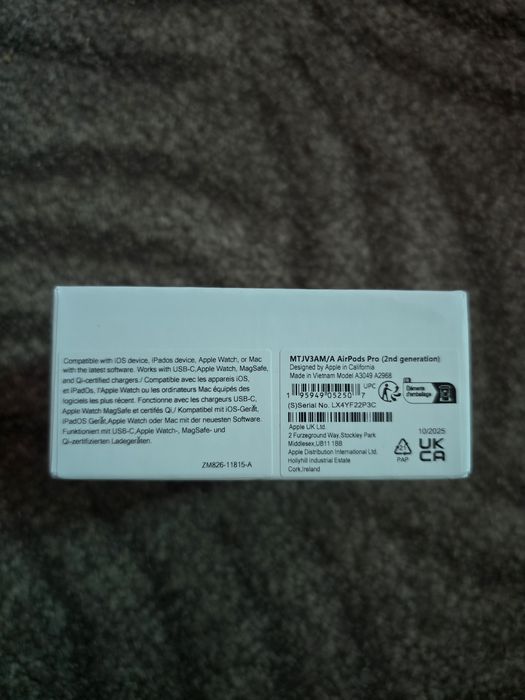 Compatible with iOS device, iPados device, Apple Watch, or Mac
with the latest software. Works with USB-C,Apple Watch, MagSafe,
and Qi-certified chargers./ Compatible avec les appareis iOS,
et iPadOs, l'Apple Watch ou les ordinateurs Mac équipés des
logiciels les plus récent. Fonctionne avec les chargeurs USB-C,
Apple Watch MagSafe et certifés Qi./ Kompatibel mit iOS-Gerät,
iPadOS Gerät,Apple Watch oder Mac mit der neuesten Software.
Funktioniert mit USB-C,Apple Watch-, MagSafe- und
Qi-zertifizierten Ladegeräten.
ZM826-11815-A
MTJV3AM/A AirPods Pro (2nd generation)
Designed by Apple in California
Made in Vietnam Model A3049 A2968
UPC
1 95949 05250 7
(S)Serial No. LX4YF22P3C
FR
Éléments
d'emballage
Apple UK Ltd.
2 Furzeground Way,Stockley Park
Middlesex,UB11 1BB
Apple Distribution International Ltd.
Hollyhill Industrial Estate
Cork,Ireland
10/2025
21
PAP
UK
CA